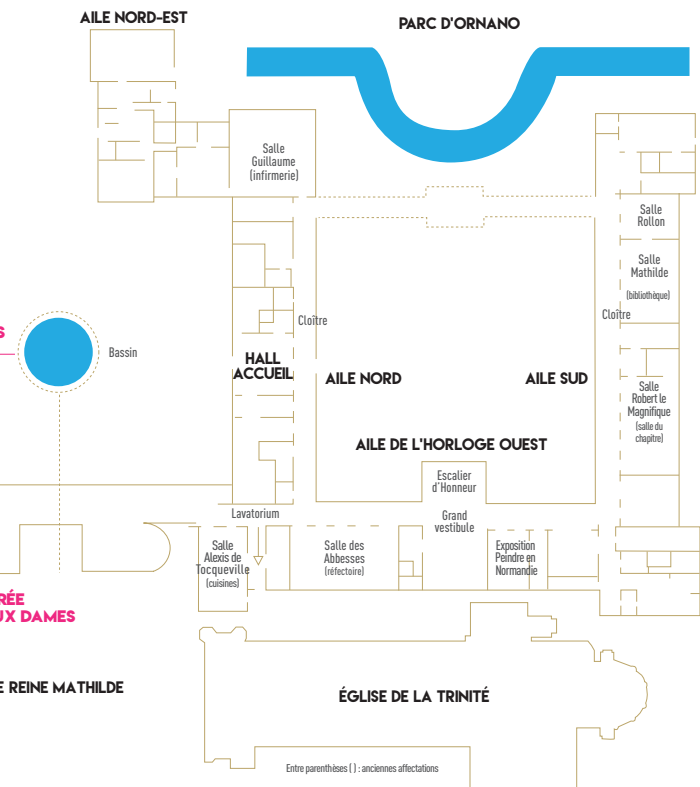 AILE NORD-EST
PARC D'ORNANO
Salle
Guillaume
(infirmerie)
Salle
Rollon
Salle
Mathilde
(bibliothèque)
Cloître
Cloître
S
Bassin
HALL
ACCUEIL
AILE NORD
AILE SUD
Salle
Robert le
Magnifique
(salle du
chapitre)
AILE DE L'HORLOGE OUEST
Escalier
d'Honneur
Lavatorium
Grand
vestibule
Salle
Alexis de
Tocqueville
(cuisines)
Salle des
Abbesses
(réfectoire)
Exposition
Peindre en
Normandie
RÉE
UX DAMES
E REINE MATHILDE
ÉGLISE DE LA TRINITÉ
Entre parenthèses ( ) : anciennes affectations